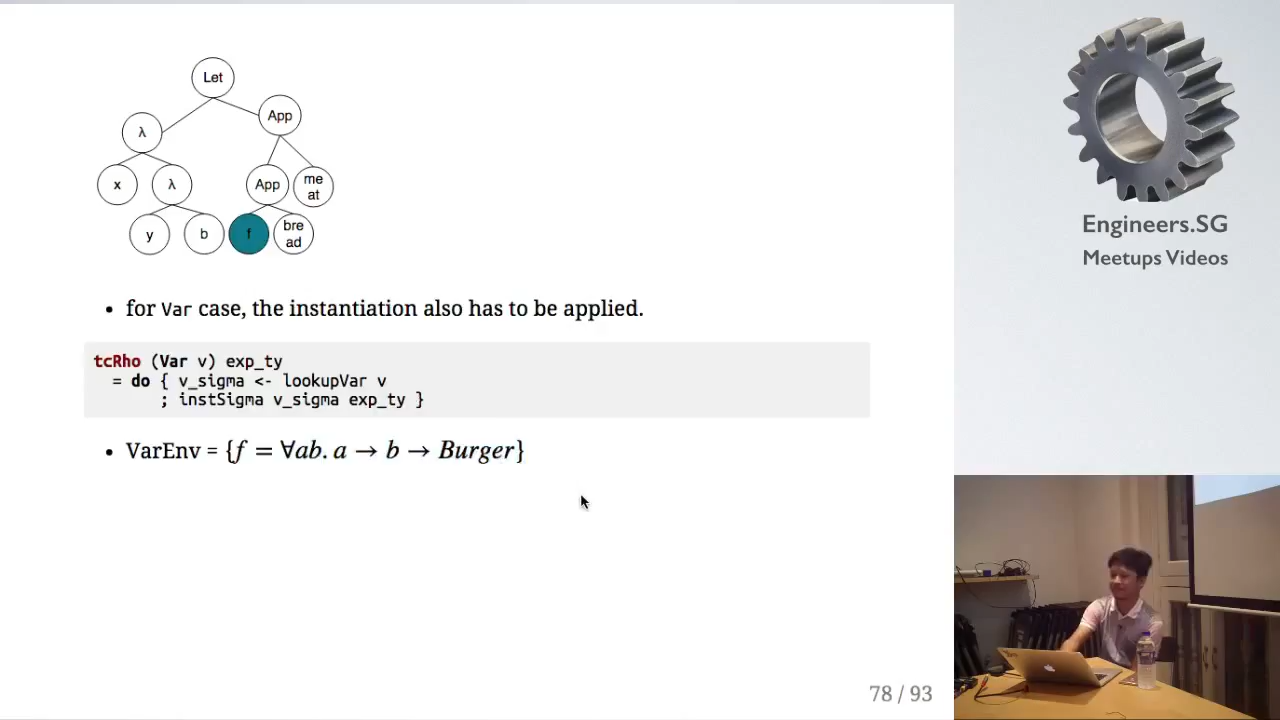 Let
App
λ
x
λ
App
me
at
y
b
f
bre
ad
• for Var case, the instantiation also has to be applied.
tcRho (Var v) exp_ty
= do { v_sigma <- lookupVar v
; instSigma v_sigma exp_ty }
• VarEnv = {f = ∀ab. a → b → Burger}
78 / 93
Engineers.SG
Meetups Videos